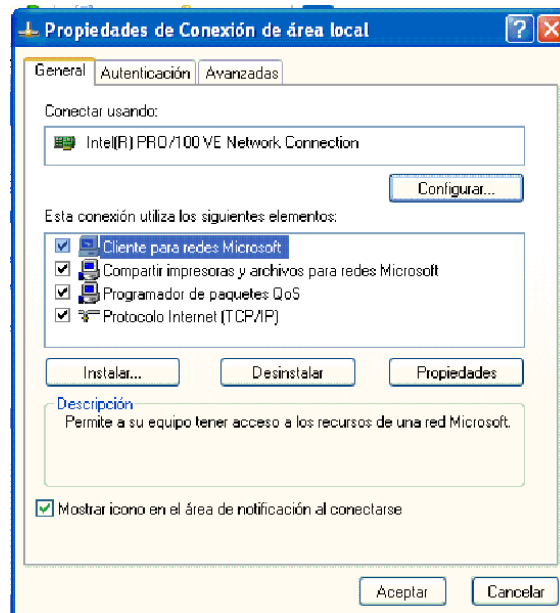 Propiedades de Conexión de área local
General Autenticación Avanzadas
Conectar usando:
Intel(R) PRO/100 VE Network Connection
Configurar...
Esta conexión utiliza los siguientes elementos:
Cliente para redes Microsoft
Compartir impresoras y archivos para redes Microsoft
Programador de paquetes QoS
Protocolo Internet (TCP/IP)
Instalar... Desinstalar Propiedades
Descripción
Permite a su equipo tener acceso a los recursos de una red Microsoft.
Mostrar icono en el área de notificación al conectarse
Aceptar Cancelar